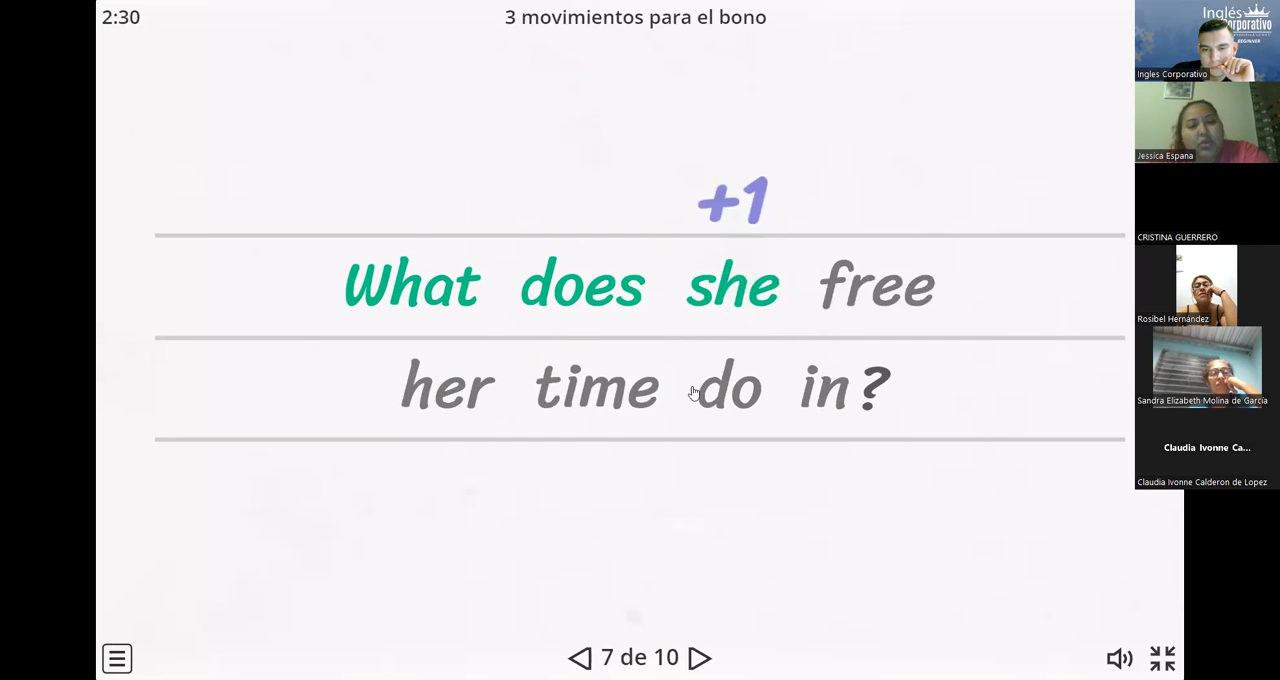 2:30
3 movimientos para el bono
+1
What does she free
her time do in?
7 de 10
Inglés
Corporativo
BEGINNER
Ingles Corporativo
Jessica Espana
CRISTINA GUERRERO
Rosibel Hernández
Sandra Elizabeth Molina de García
Claudia Ivonne Ca...
Claudia Ivonne Calderon de Lopez